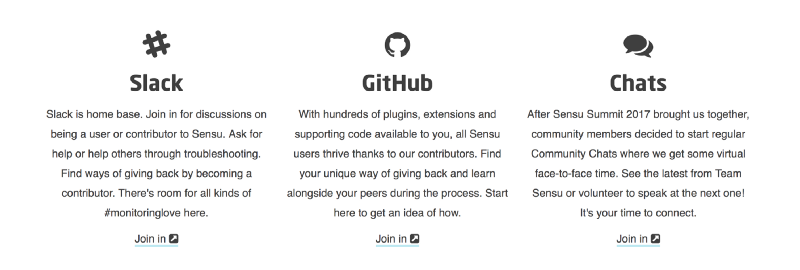 Slack
Slack is home base. Join in for discussions on
being a user or contributor to Sensu. Ask for
help or help others through troubleshooting.
Find ways of giving back by becoming a
contributor. There's room for all kinds of
#monitoringlove here.
Join in
GitHub
With hundreds of plugins, extensions and
supporting code available to you, all Sensu
users thrive thanks to our contributors. Find
your unique way of giving back and learn
alongside your peers during the process. Start
here to get an idea of how.
Join in
Chats
After Sensu Summit 2017 brought us together,
community members decided to start regular
Community Chats where we get some virtual
face-to-face time. See the latest from Team
Sensu or volunteer to speak at the next one!
It's your time to connect.
Join in